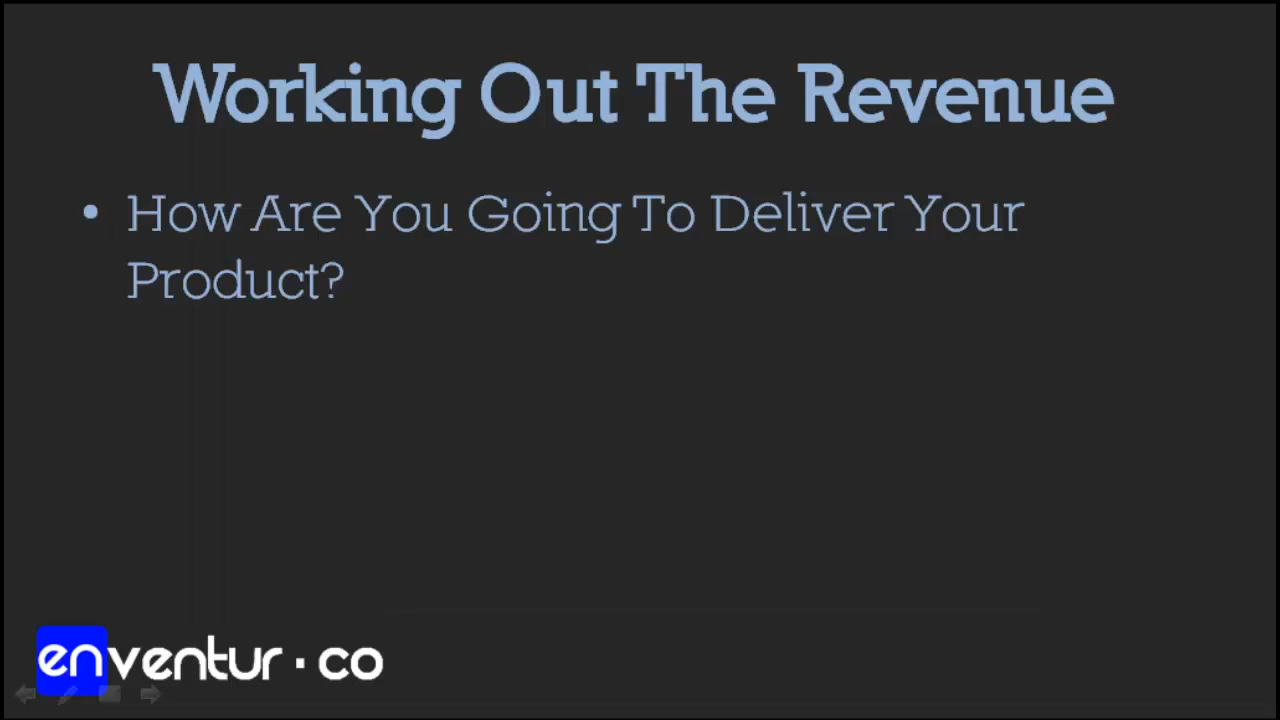 Working Out The Revenue
• How Are You Going To Deliver Your
Product?
enventur.co